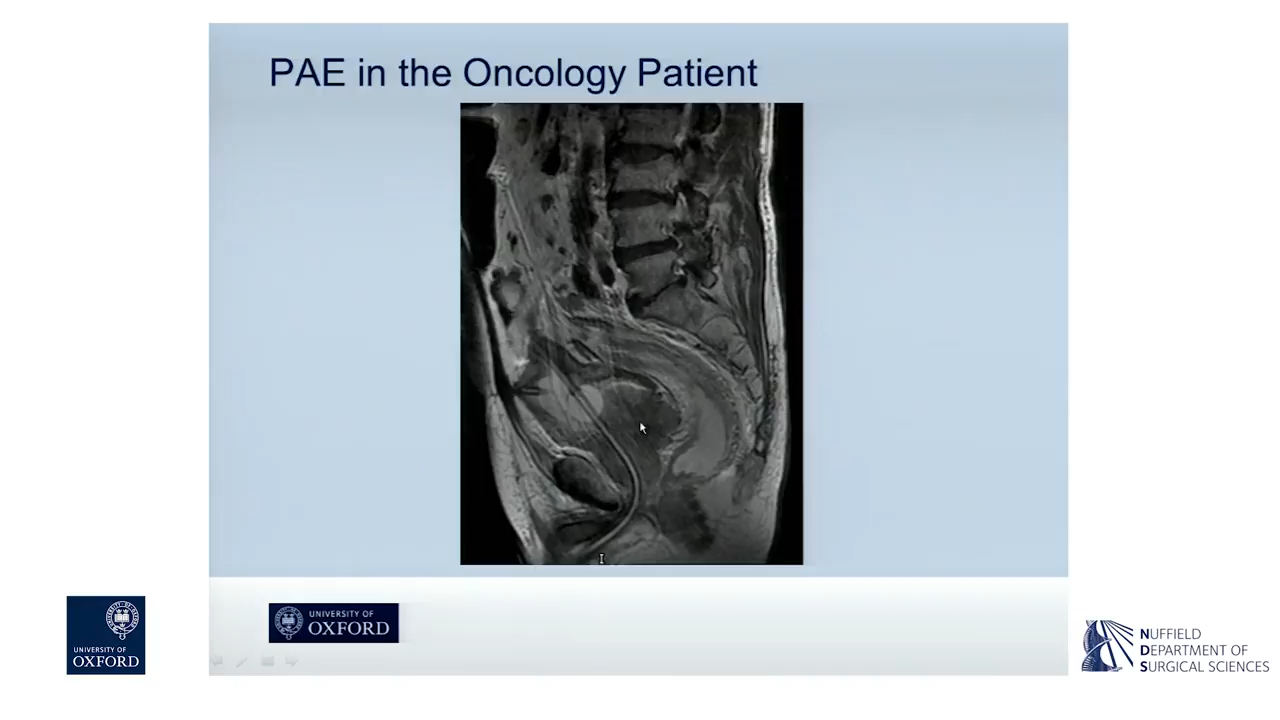 PAE in the Oncology Patient
UNIVERSITY OF
OXFORD
UNIVERSITY OF
OXFORD
NUFFIELD
DEPARTMENT OF
SURGICAL SCIENCES